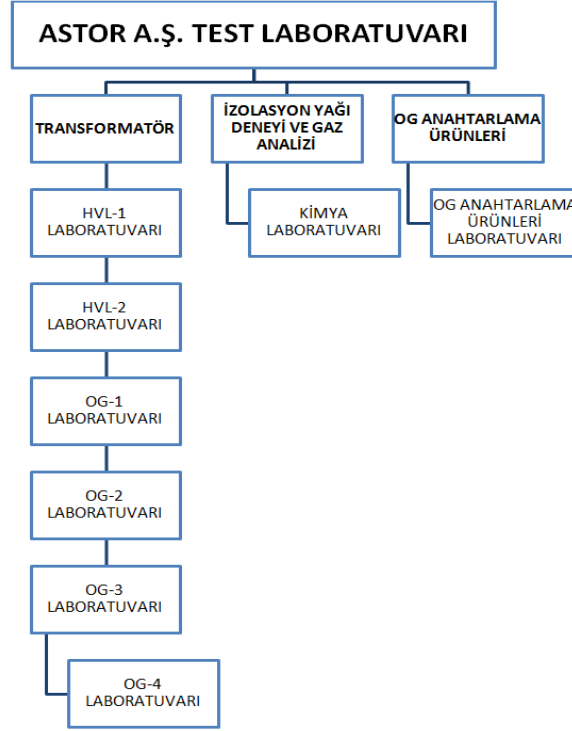 ASTOR A.Ş. TEST LABORATUVARI
TRANSFORMATÖR
HVL-1
LABORATUVARI
HVL-2
LABORATUVARI
OG-1
LABORATUVARI
OG-2
LABORATUVARI
OG-3
LABORATUVARI
OG-4
LABORATUVARI
İZOLASYON YAĞI
DENEYİ VE GAZ
ANALİZİ
KİMYA
LABORATUVARI
OG ANAHTARLAMA
ÜRÜNLERİ
OG ANAHTARLAMA
ÜRÜNLERİ
LABORATUVARI